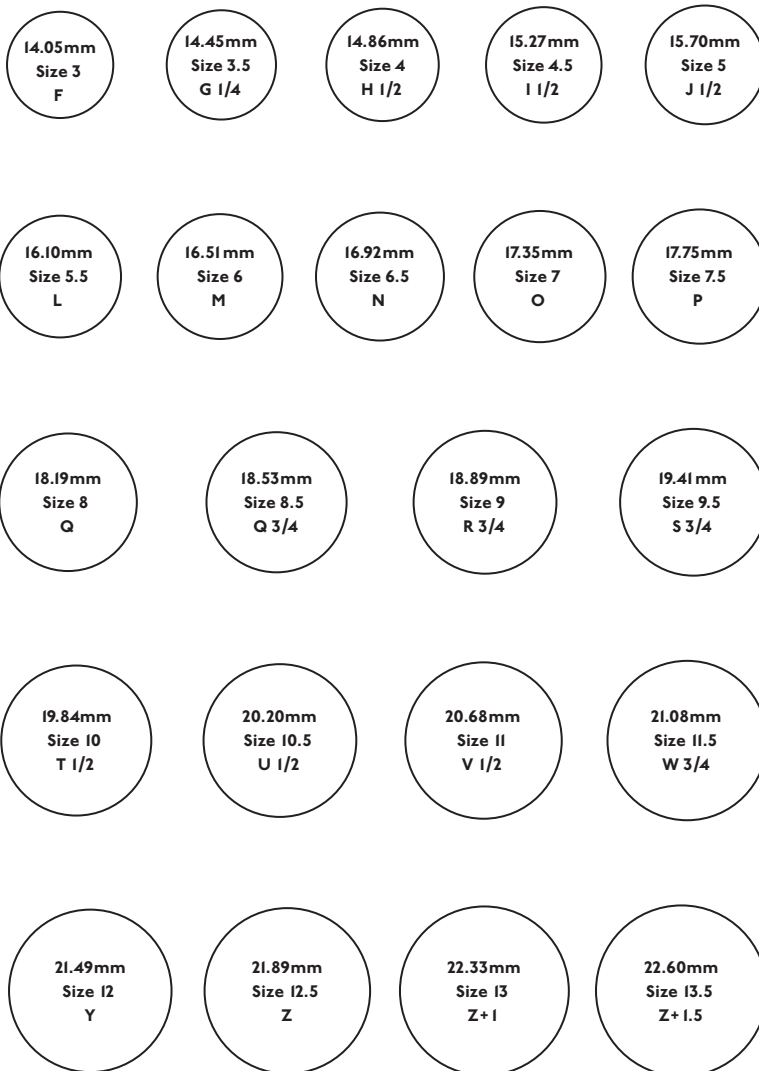 14.05mm
Size 3
F
14.45mm
Size 3.5
G 1/4
14.86mm
Size 4
H 1/2
15.27mm
Size 4.5
I 1/2
15.70mm
Size 5
J 1/2
16.10mm
Size 5.5
L
16.51mm
Size 6
M
16.92mm
Size 6.5
N
17.35mm
Size 7
O
17.75mm
Size 7.5
P
18.19mm
Size 8
Q
18.53mm
Size 8.5
Q 3/4
18.89mm
Size 9
R 3/4
19.41mm
Size 9.5
S 3/4
19.84mm
Size 10
T 1/2
20.20mm
Size 10.5
U 1/2
20.68mm
Size 11
V 1/2
21.08mm
Size 11.5
W 3/4
21.49mm
Size 12
Y
21.89mm
Size 12.5
Z
22.33mm
Size 13
Z+1
22.60mm
Size 13.5
Z+1.5